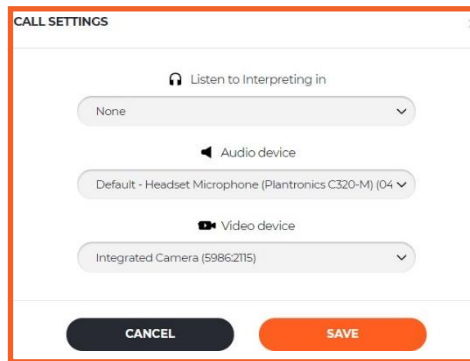 CALL SETTINGS
Listen to Interpreting in
None
Audio device
Default - Headset Microphone (Plantronics C320-M) (04
Video device
Integrated Camera (5986:2115)
CANCEL
SAVE